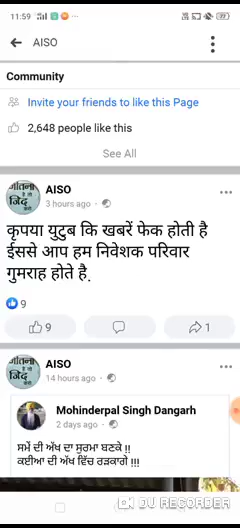 11:59
AISO
Community
Invite your friends to like this Page
2,648 people like this
See All
AISO
3 hours ago
कृपया युटुब कि खबरें फेक होती है
ईससे आप हम निवेशक परिवार
गुमराह होते है.
9
9
1
AISO
14 hours ago
Mohinderpal Singh Dangarh
2 days ago
ਸਮੇਂ ਦੀ ਅੱਖ ਦਾ ਸੁਰਮਾ ਬਣਕੇ !!
ਕਈਆ ਦੀ ਅੱਖ ਵਿੱਚ ਰੜਕਾਗੇ !!!
DU RECORDER